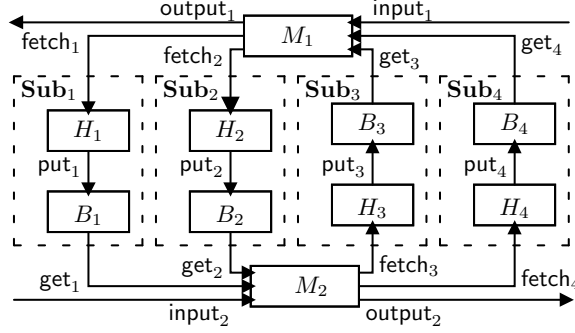 output₁ input₁
fetch₁ M₁
fetch₂ get₃ get₄
Sub₁ Sub₂ Sub₃ Sub₄
H₁ H₂ B₃ B₄
put₁ put₂ put₃ put₄
B₁ B₂ H₃ H₄
get₁ get₂ M₂ fetch₃ fetch₄
input₂ output₂